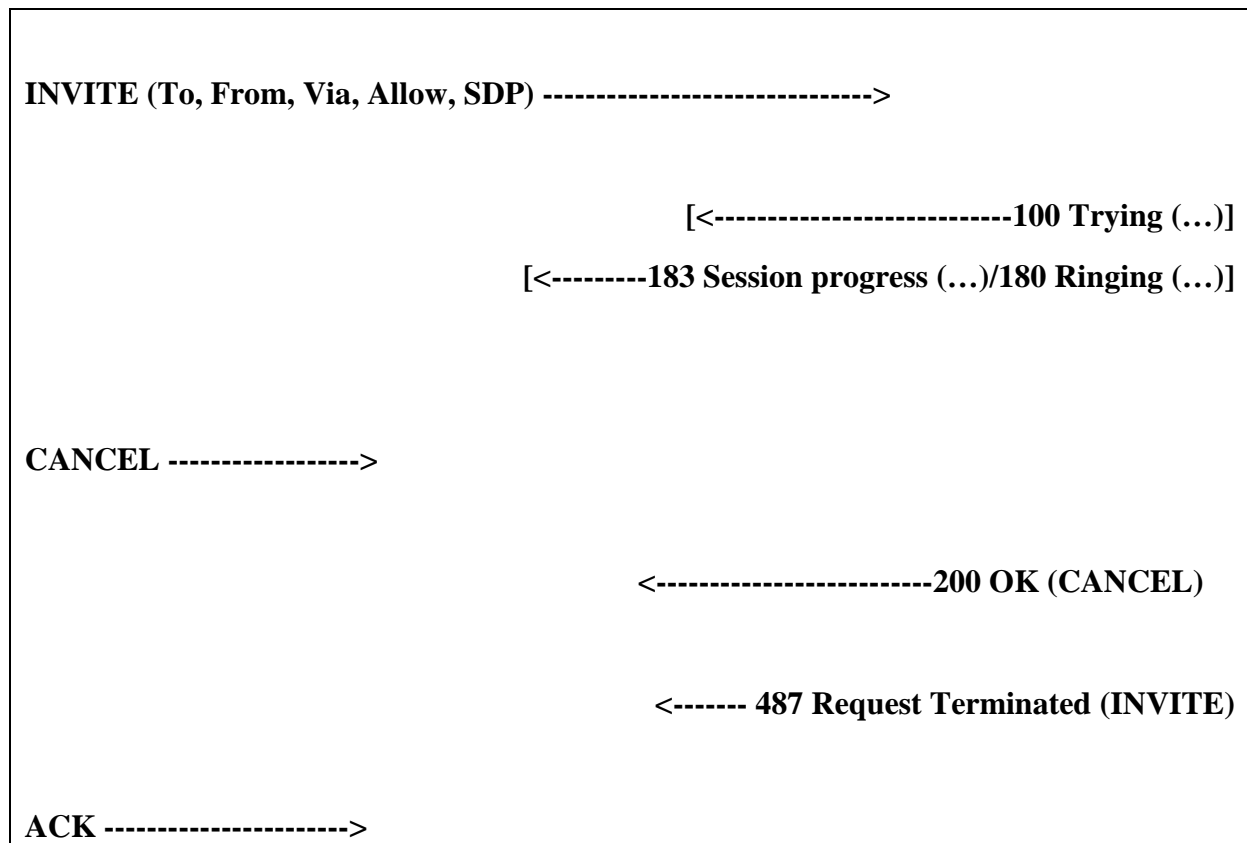 INVITE (To, From, Via, Allow, SDP) ------------------------------->
[<----------------------------100 Trying (…)]
[<---------183 Session progress (…)/180 Ringing (…)]
CANCEL ------------------>
<--------------------------200 OK (CANCEL)
<------- 487 Request Terminated (INVITE)
ACK ----------------------->